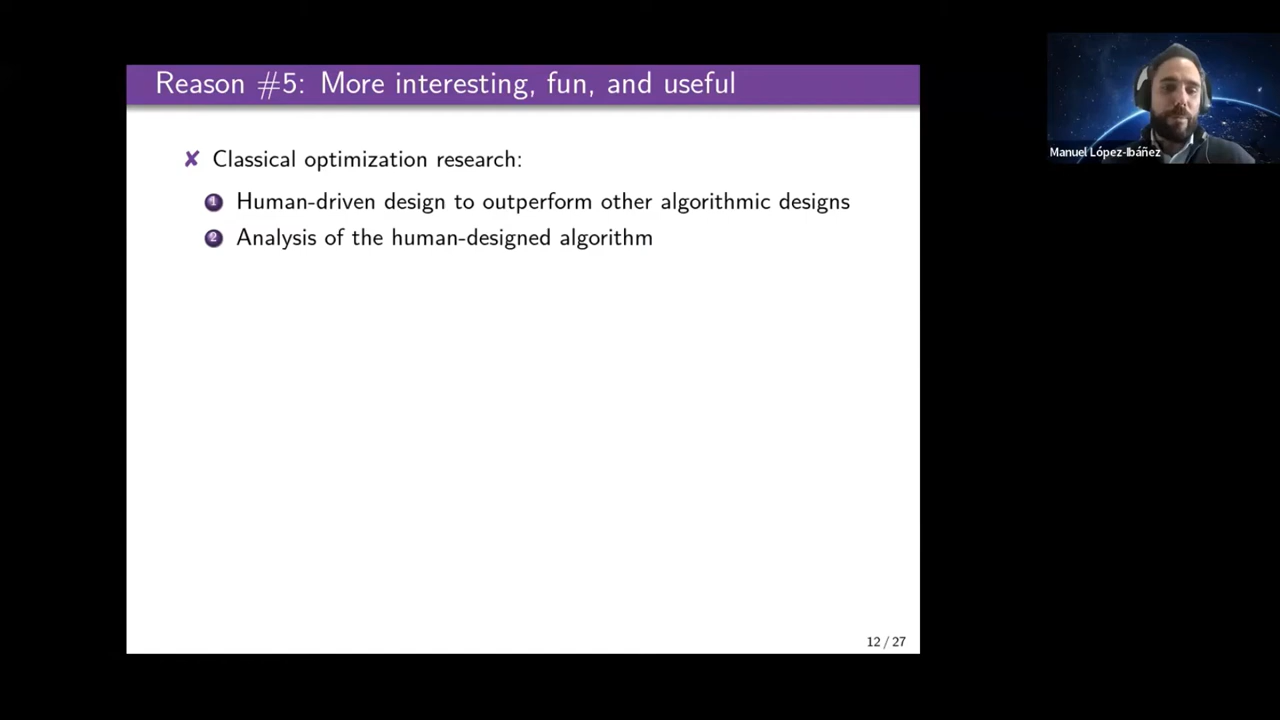 Reason #5: More interesting, fun, and useful
✘ Classical optimization research:
1 Human-driven design to outperform other algorithmic designs
2 Analysis of the human-designed algorithm
12 / 27
Manuel López-Ibáñez